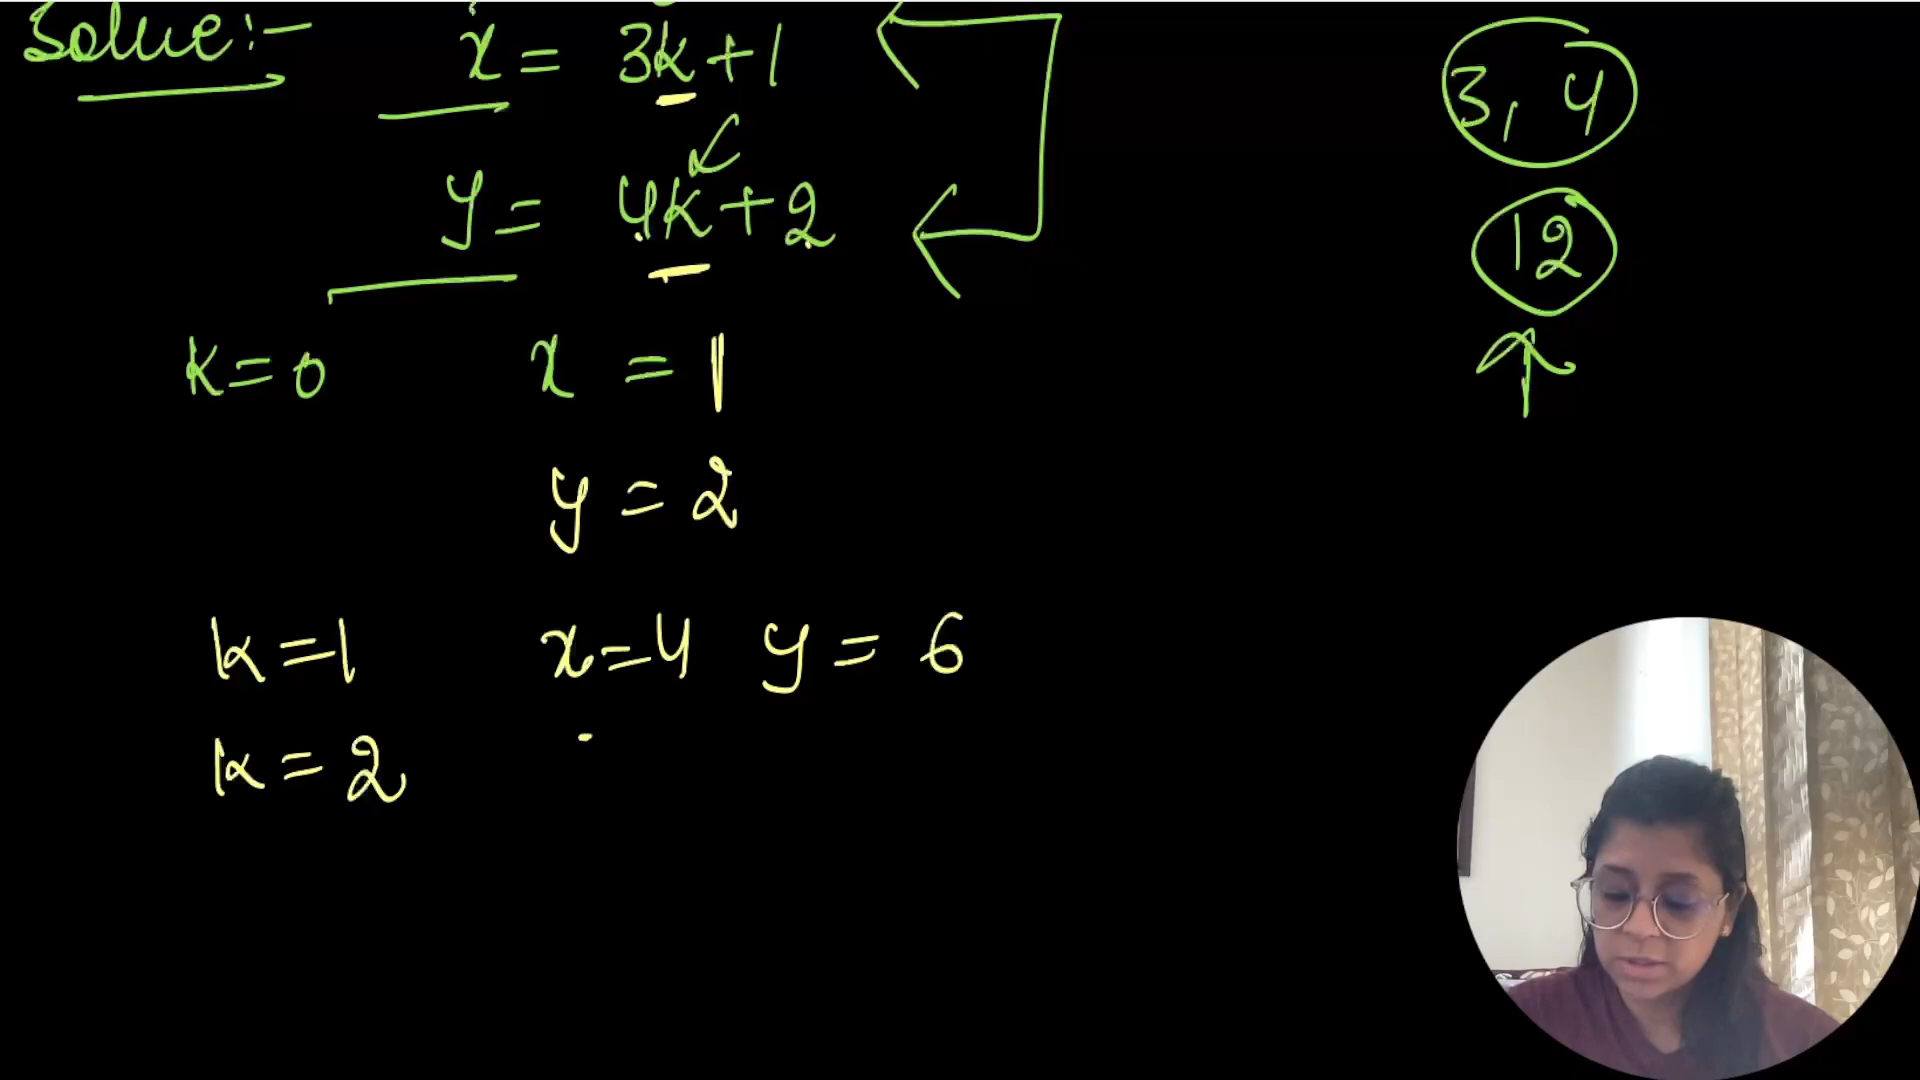 Solve:-
x = 3k+1
y = 4k+2
3, 4
12
k=0 x = 1
y = 2
k=1 x=4 y = 6
k=2